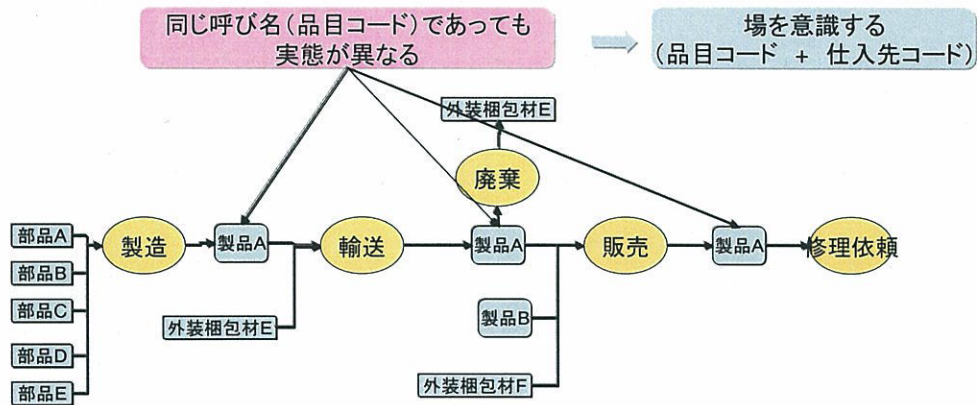 同じ呼び名（品目コード）であっても
実態が異なる
場を意識する
（品目コード + 仕入先コード）
外装梱包材E
廃棄
部品A
製造
製品A
輸送
製品A
販売
製品A
修理依頼
部品B
部品C
外装梱包材E
製品B
部品D
部品E
外装梱包材F